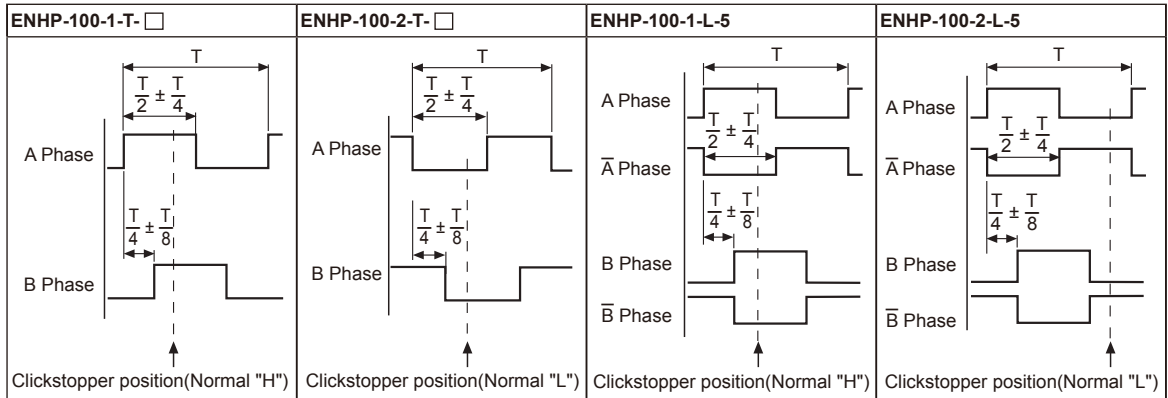 ENHP-100-1-T-□
T
T/2 ± T/4
A Phase
T/4 ± T/8
B Phase
Clickstopper position(Normal "H")
ENHP-100-2-T-□
T
T/2 ± T/4
A Phase
T/4 ± T/8
B Phase
Clickstopper position(Normal "L")
ENHP-100-1-L-5
T
A Phase
T/2 ± T/4
A̅ Phase
T/4 ± T/8
B Phase
B̅ Phase
Clickstopper position(Normal "H")
ENHP-100-2-L-5
T
A Phase
T/2 ± T/4
A̅ Phase
T/4 ± T/8
B Phase
B̅ Phase
Clickstopper position(Normal "L")